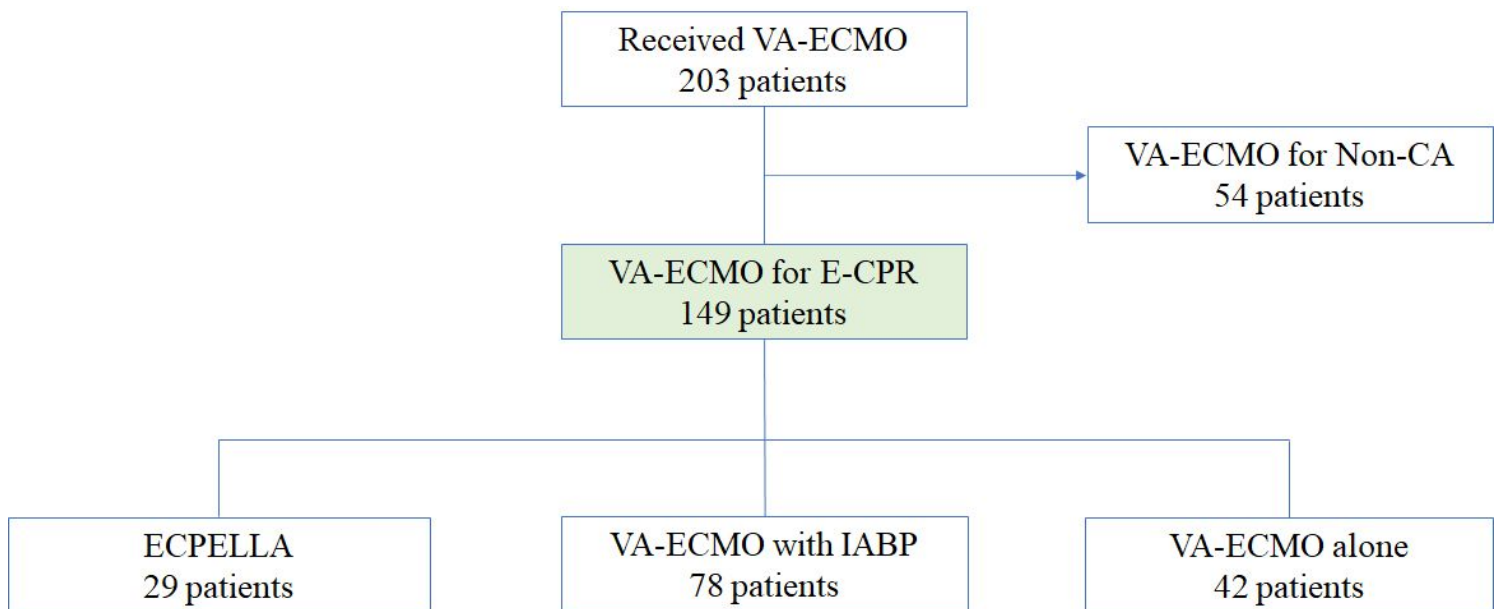 Received VA-ECMO
203 patients
VA-ECMO for Non-CA
54 patients
VA-ECMO for E-CPR
149 patients
ECPELLA
29 patients
VA-ECMO with IABP
78 patients
VA-ECMO alone
42 patients